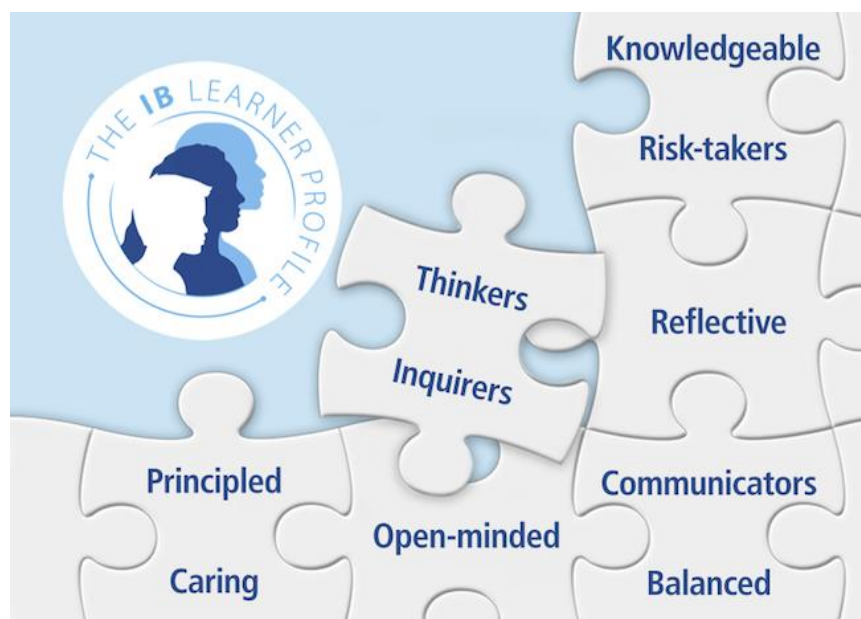 THE IB LEARNER PROFILE
Knowledgeable
Risk-takers
Thinkers
Reflective
Inquirers
Principled
Communicators
Open-minded
Caring
Balanced